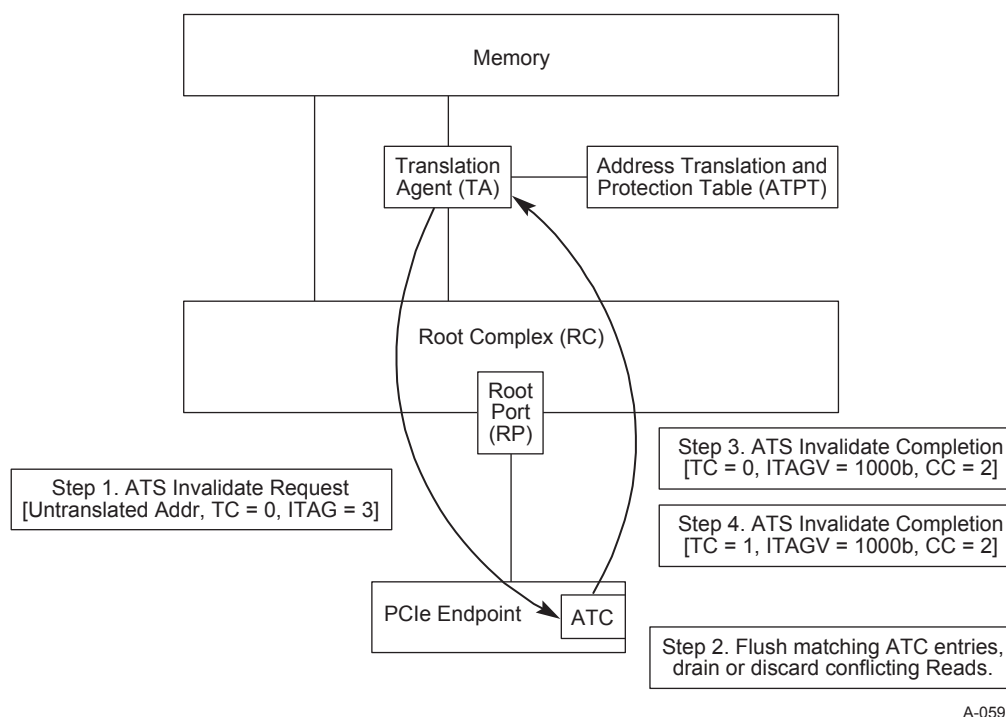 Memory
Translation
Agent (TA)
Address Translation and
Protection Table (ATPT)
Root Complex (RC)
Root
Port
(RP)
Step 3. ATS Invalidate Completion
[TC = 0, ITAGV = 1000b, CC = 2]
Step 1. ATS Invalidate Request
[Untranslated Addr, TC = 0, ITAG = 3]
Step 4. ATS Invalidate Completion
[TC = 1, ITAGV = 1000b, CC = 2]
PCIe Endpoint
ATC
Step 2. Flush matching ATC entries,
drain or discard conflicting Reads.
A-059